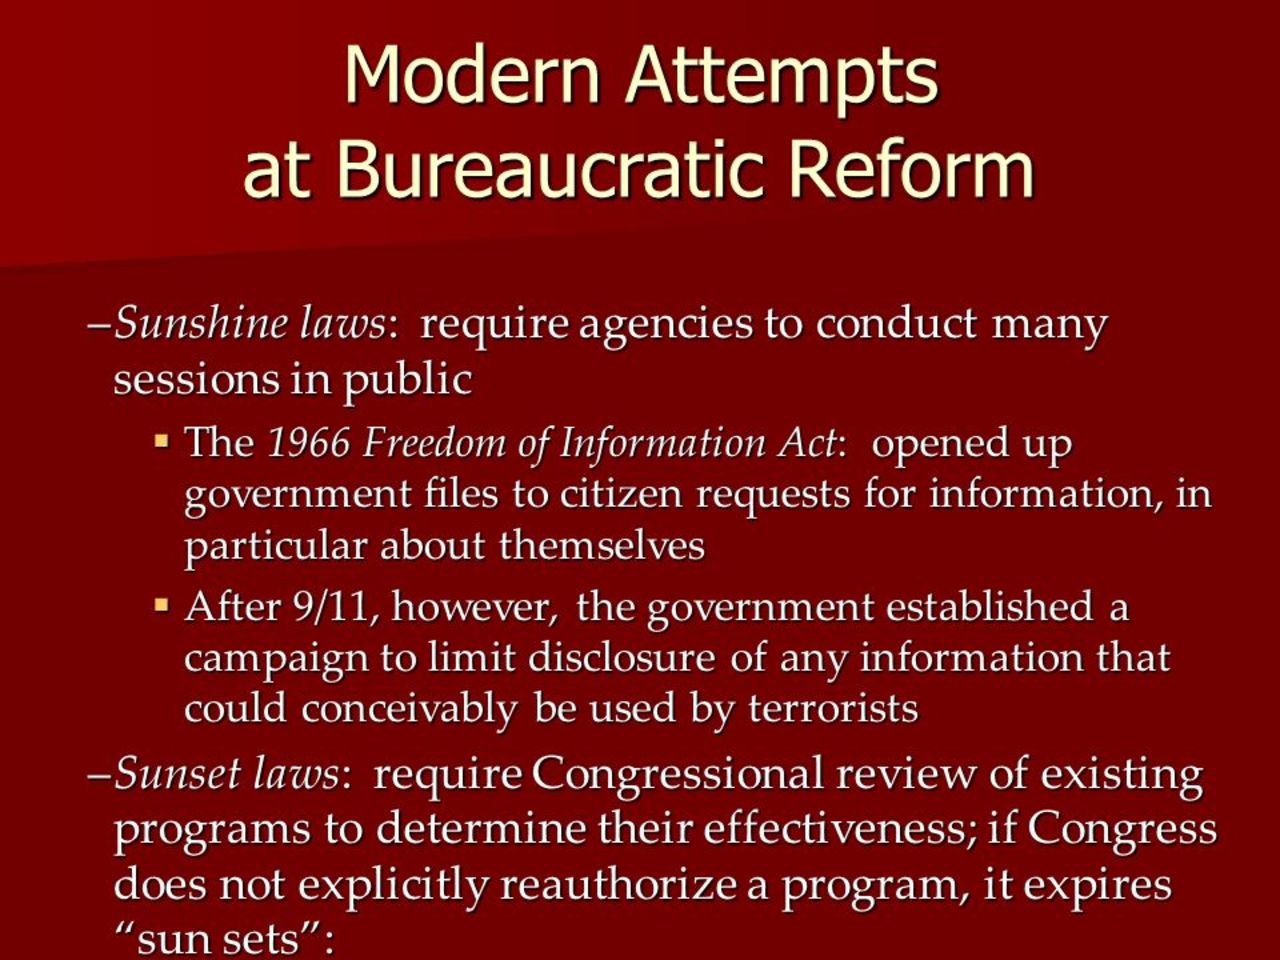 Modern Attempts
at Bureaucratic Reform
–Sunshine laws: require agencies to conduct many
sessions in public
▪ The 1966 Freedom of Information Act: opened up
government files to citizen requests for information, in
particular about themselves
▪ After 9/11, however, the government established a
campaign to limit disclosure of any information that
could conceivably be used by terrorists
–Sunset laws: require Congressional review of existing
programs to determine their effectiveness; if Congress
does not explicitly reauthorize a program, it expires
“sun sets”: